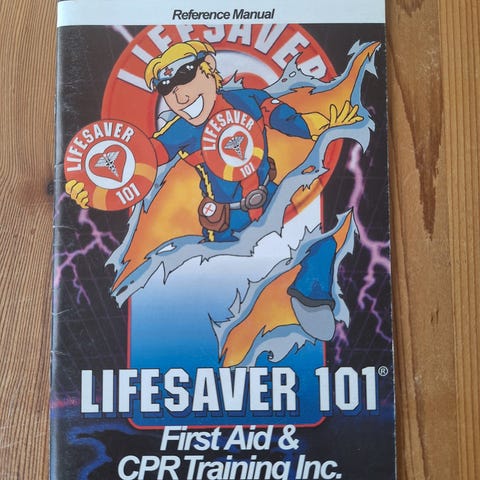 Reference Manual
LIFESAVER
LIFESAVER
101
LIFESAVER
101
LIFESAVER 101®
First Aid &
CPR Training Inc.